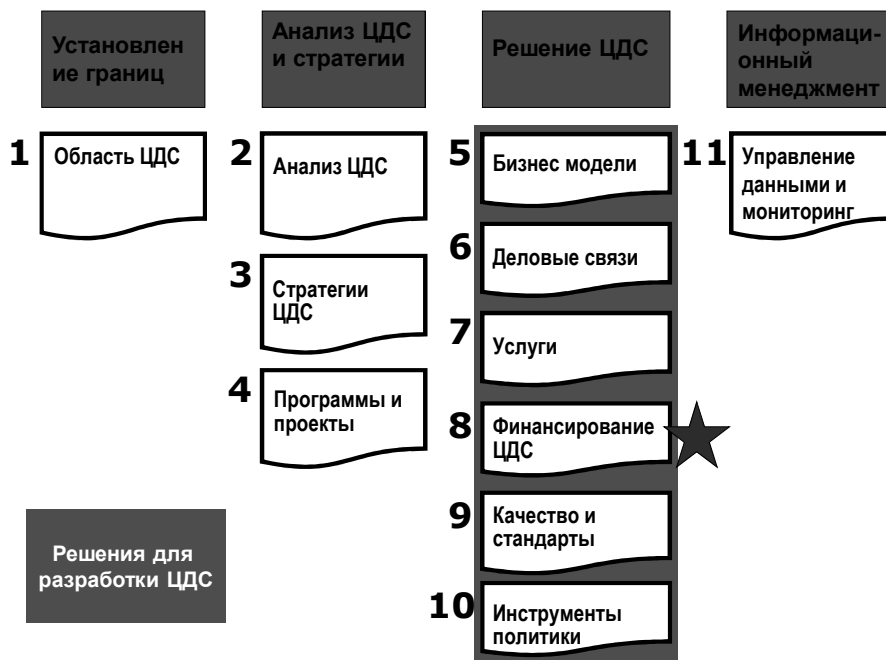 Установлен
ие границ
Анализ ЦДС
и стратегии
Решение ЦДС
Информаци-
онный
менеджмент
1
Область ЦДС
2
Анализ ЦДС
3
Стратегии
ЦДС
4
Программы и
проекты
5
Бизнес модели
6
Деловые связи
7
Услуги
8
Финансирование
ЦДС
9
Качество и
стандарты
10
Инструменты
политики
11
Управление
данными и
мониторинг
Решения для
разработки ЦДС